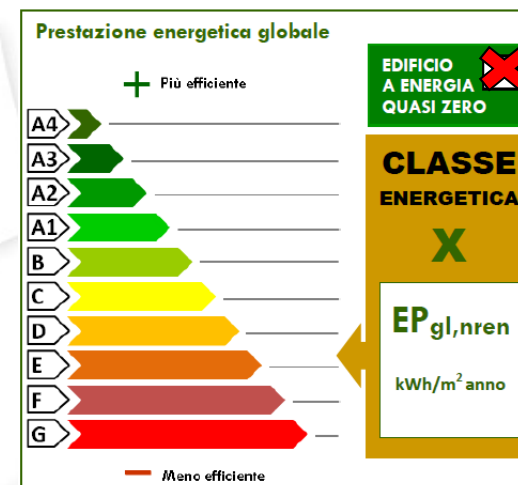 Prestazione energetica globale
+ Più efficiente
EDIFICIO
A ENERGIA
QUASI ZERO
A4
A3
A2
A1
B
C
D
E
F
G
CLASSE
ENERGETICA
X
EPgl,nren
kWh/m² anno
— Meno efficiente